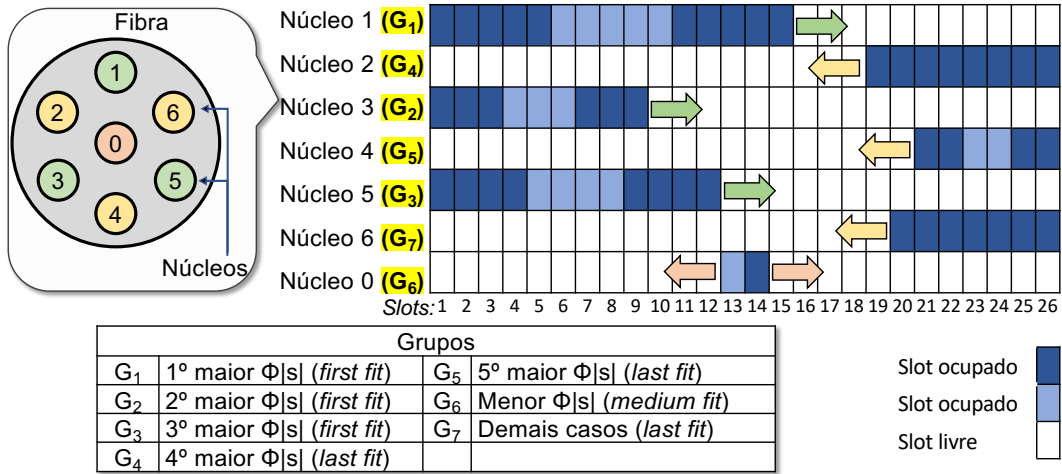 Fibra
1
2
6
0
3
5
4
Núcleos
Núcleo 1 (G1)
Núcleo 2 (G4)
Núcleo 3 (G2)
Núcleo 4 (G5)
Núcleo 5 (G3)
Núcleo 6 (G7)
Núcleo 0 (G6)
Slots: 1 2 3 4 5 6 7 8 9 10 11 12 13 14 15 16 17 18 19 20 21 22 23 24 25 26
Grupos
G1 1º maior Φ|s| (first fit) G5 5º maior Φ|s| (last fit)
G2 2º maior Φ|s| (first fit) G6 Menor Φ|s| (medium fit)
G3 3º maior Φ|s| (first fit) G7 Demais casos (last fit)
G4 4º maior Φ|s| (last fit)
Slot ocupado
Slot ocupado
Slot livre